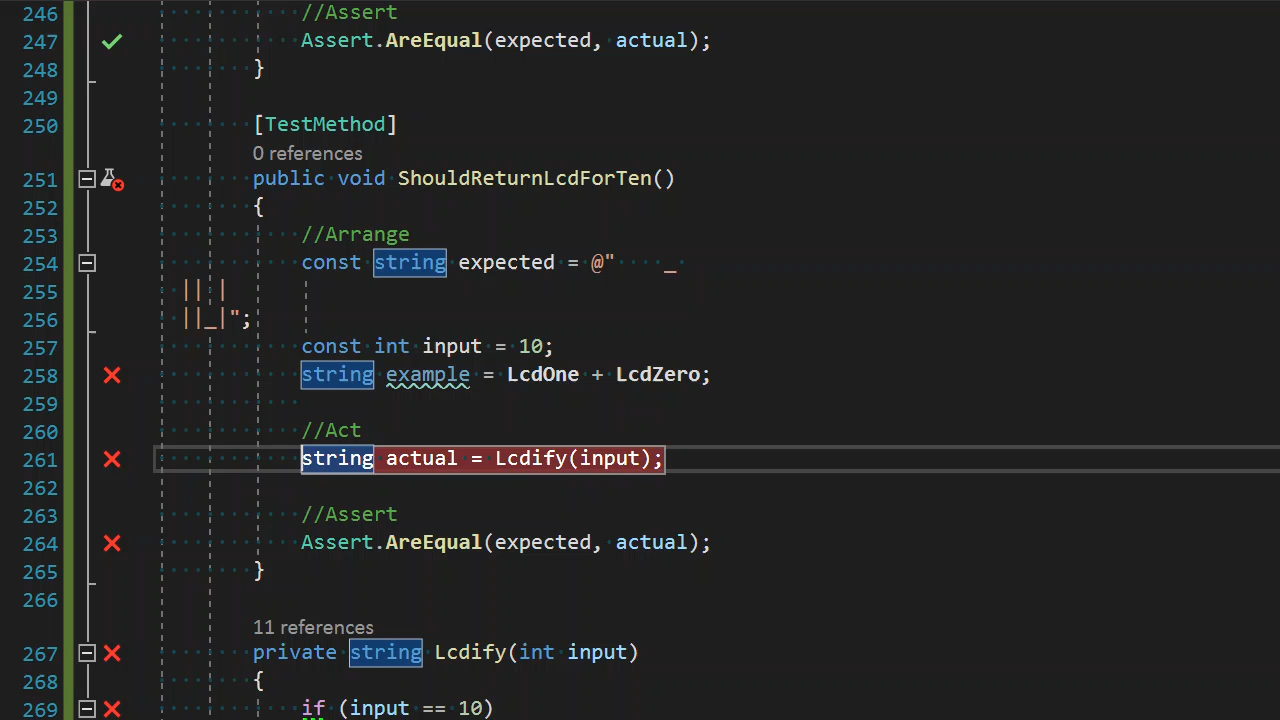 246 //Assert
247 Assert.AreEqual(expected, actual);
248 }
249
250 [TestMethod]
0 references
251 public void ShouldReturnLcdForTen()
252 {
253 //Arrange
254 const string expected = @"    _ 
255  || |
256  ||_|";
257 const int input = 10;
258 string example = LcdOne + LcdZero;
259
260 //Act
261 string actual = Lcdify(input);
262
263 //Assert
264 Assert.AreEqual(expected, actual);
265 }
266
11 references
267 private string Lcdify(int input)
268 {
269 if (input == 10)